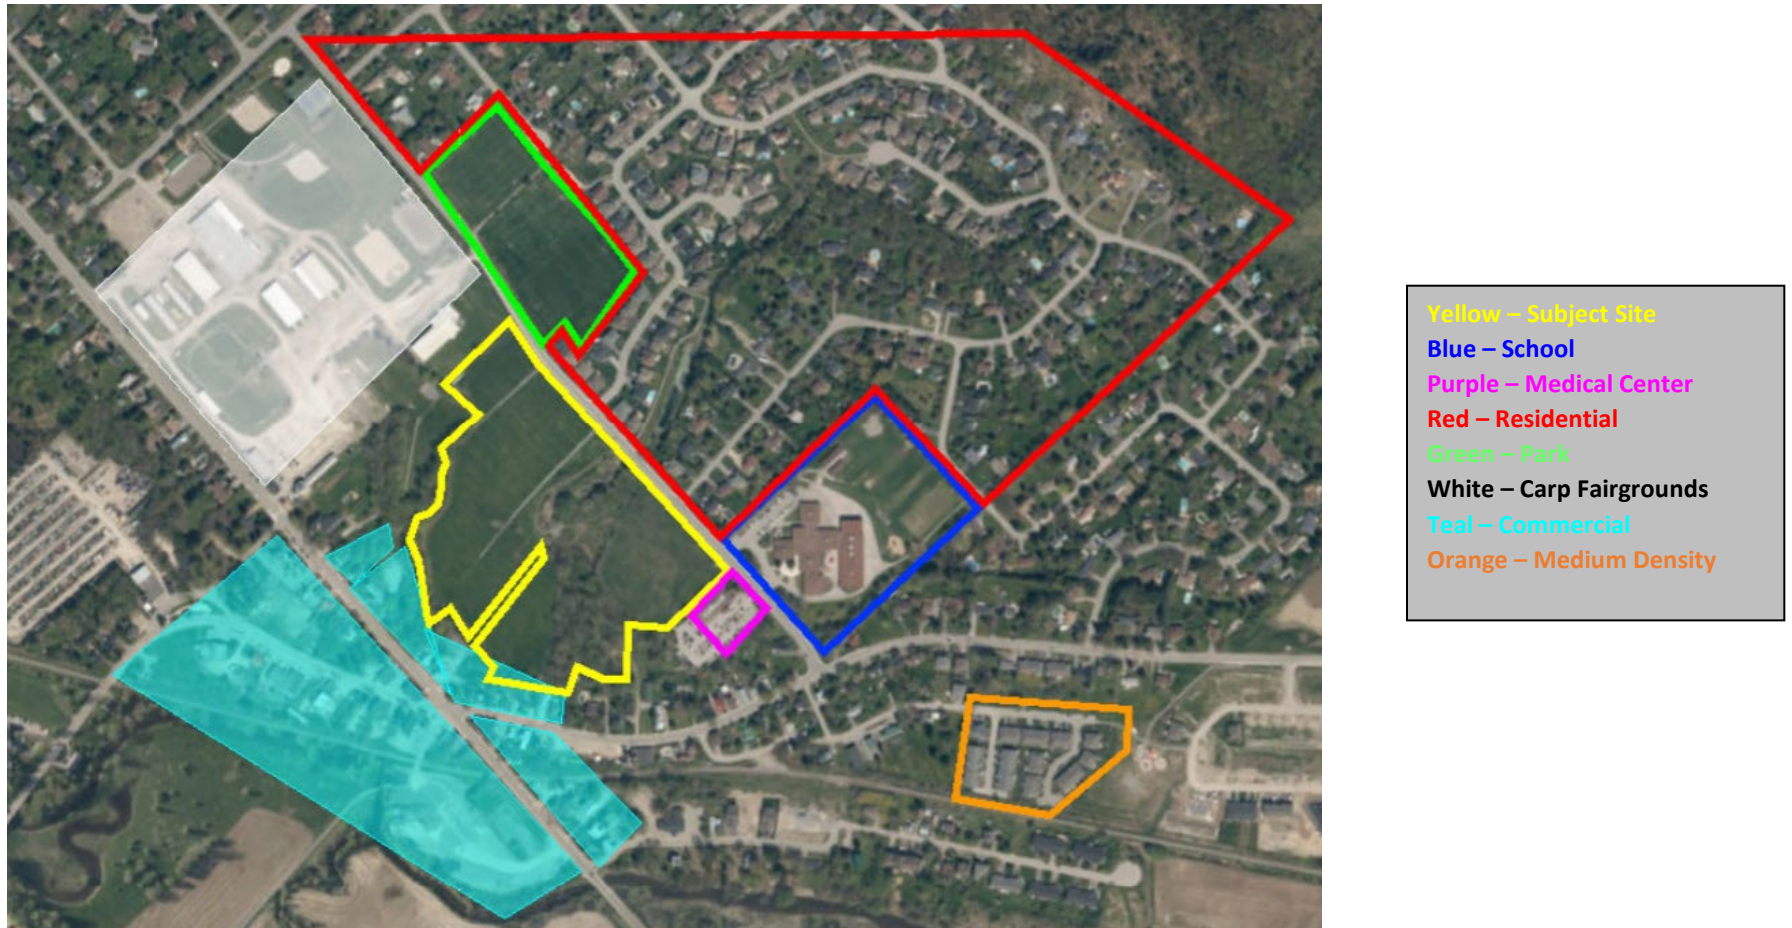 Yellow – Subject Site
Blue – School
Purple – Medical Center
Red – Residential
Green – Park
White – Carp Fairgrounds
Teal – Commercial
Orange – Medium Density